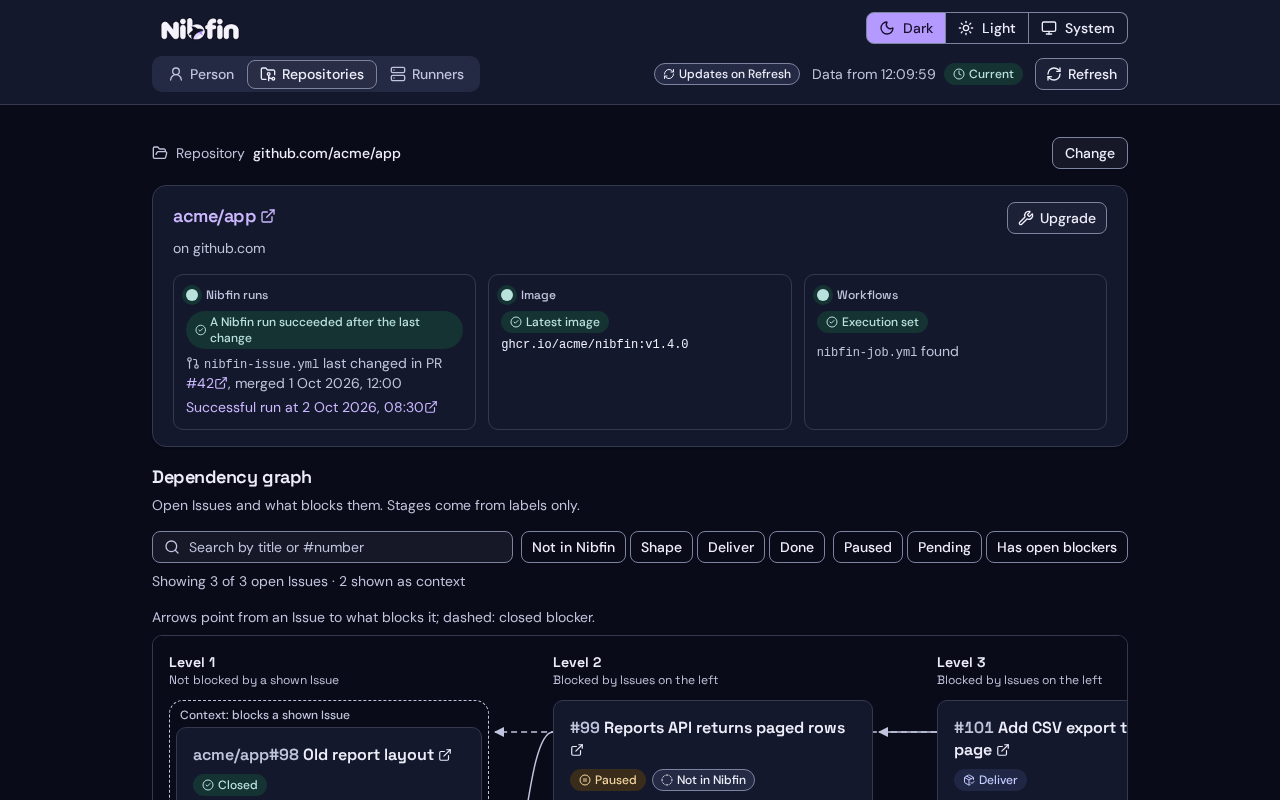 Nibfin
Dark
Light
System
Person
Repositories
Runners
Updates on Refresh
Data from 12:09:59
Current
Refresh
Repository github.com/acme/app
Change
acme/app
Upgrade
on github.com
Nibfin runs
A Nibfin run succeeded after the last
change
nibfin-issue.yml last changed in PR
#42, merged 1 Oct 2026, 12:00
Successful run at 2 Oct 2026, 08:30
Image
Latest image
ghcr.io/acme/nibfin:v1.4.0
Workflows
Execution set
nibfin-job.yml found
Dependency graph
Open Issues and what blocks them. Stages come from labels only.
Search by title or #number
Not in Nibfin
Shape
Deliver
Done
Paused
Pending
Has open blockers
Showing 3 of 3 open Issues · 2 shown as context
Arrows point from an Issue to what blocks it; dashed: closed blocker.
Level 1
Not blocked by a shown Issue
Context: blocks a shown Issue
acme/app#98 Old report layout
Closed
Level 2
Blocked by Issues on the left
#99 Reports API returns paged rows
Paused
Not in Nibfin
Level 3
Blocked by Issues on the left
#101 Add CSV export
page
Deliver